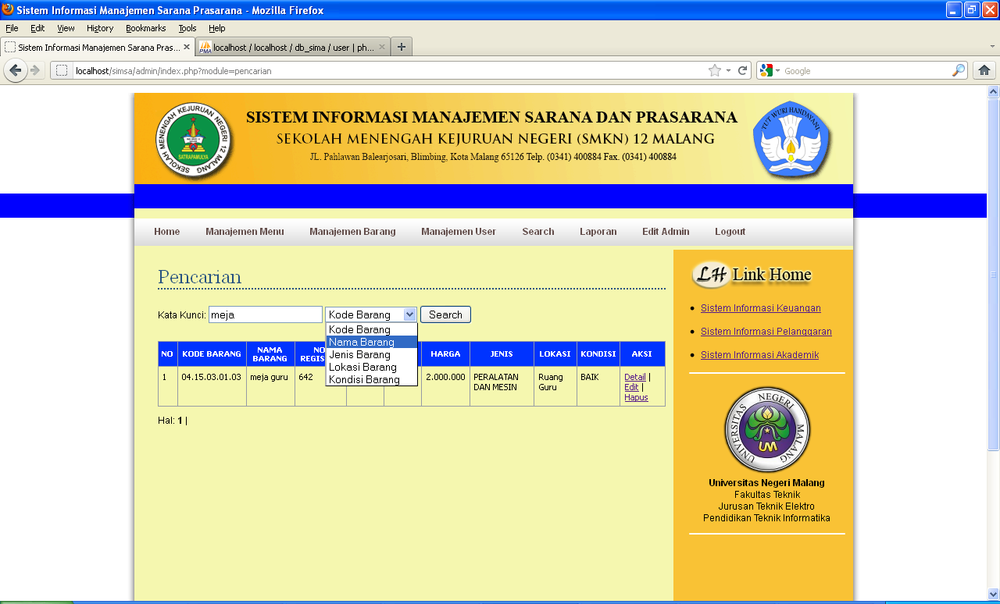 Sistem Informasi Manajemen Sarana Prasarana - Mozilla Firefox
File Edit View History Bookmarks Tools Help
Sistem Informasi Manajemen Sarana Pras... × localhost / localhost / db_sima / user | ph... × +
localhost/simsa/admin/index.php?module=pencarian Google
SEKOLAH MENENGAH KEJURUAN NEGERI 12 MALANG
SATRAPAMULYA
SISTEM INFORMASI MANAJEMEN SARANA DAN PRASARANA
SEKOLAH MENENGAH KEJURUAN NEGERI (SMKN) 12 MALANG
JL. Pahlawan Balearjosari, Blimbing, Kota Malang 65126 Telp. (0341) 400884 Fax. (0341) 400884
TUT WURI HANDAYANI
Home Manajemen Menu Manajemen Barang Manajemen User Search Laporan Edit Admin Logout
Pencarian
Kata Kunci: meja Kode Barang Search
Kode Barang
Nama Barang
Jenis Barang
Lokasi Barang
Kondisi Barang
NO KODE BARANG NAMA BARANG NO REGIS HARGA JENIS LOKASI KONDISI AKSI
1 04.15.03.01.03 meja guru 642 2.000.000 PERALATAN DAN MESIN Ruang Guru BAIK Detail |
Edit |
Hapus
Hal: 1 |
LH Link Home
• Sistem Informasi Keuangan
• Sistem Informasi Pelanggaran
• Sistem Informasi Akademik
UNIVERSITAS NEGERI MALANG
UM
Universitas Negeri Malang
Fakultas Teknik
Jurusan Teknik Elektro
Pendidikan Teknik Informatika